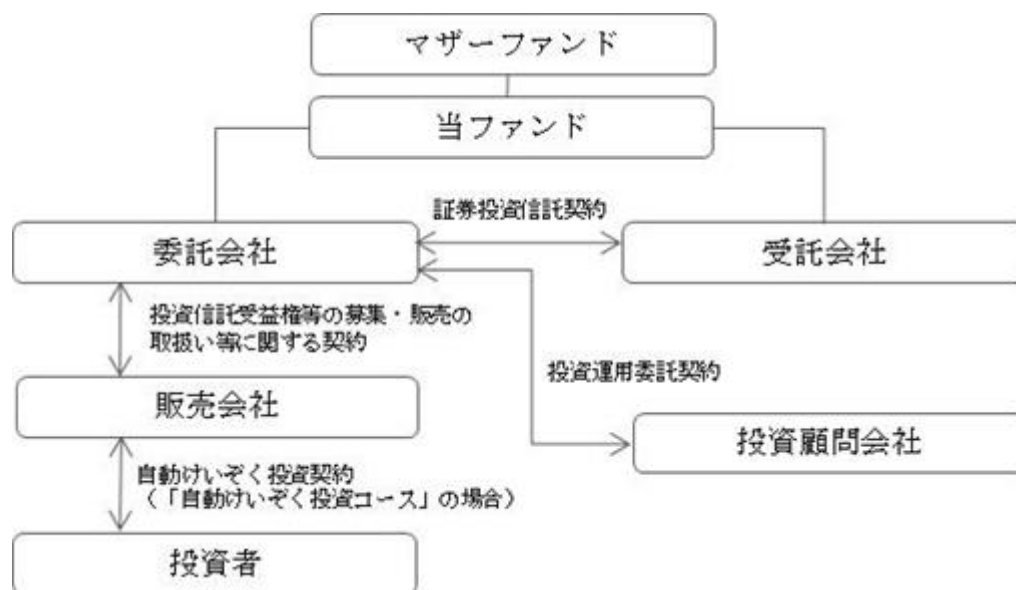 マザーファンド
当ファンド
証券投資信託契約
委託会社
受託会社
投資信託受益権等の募集・販売の
取扱い等に関する契約
投資運用委託契約
販売会社
投資顧問会社
自動けいぞく投資契約
（「自動けいぞく投資コース」の場合）
投資者